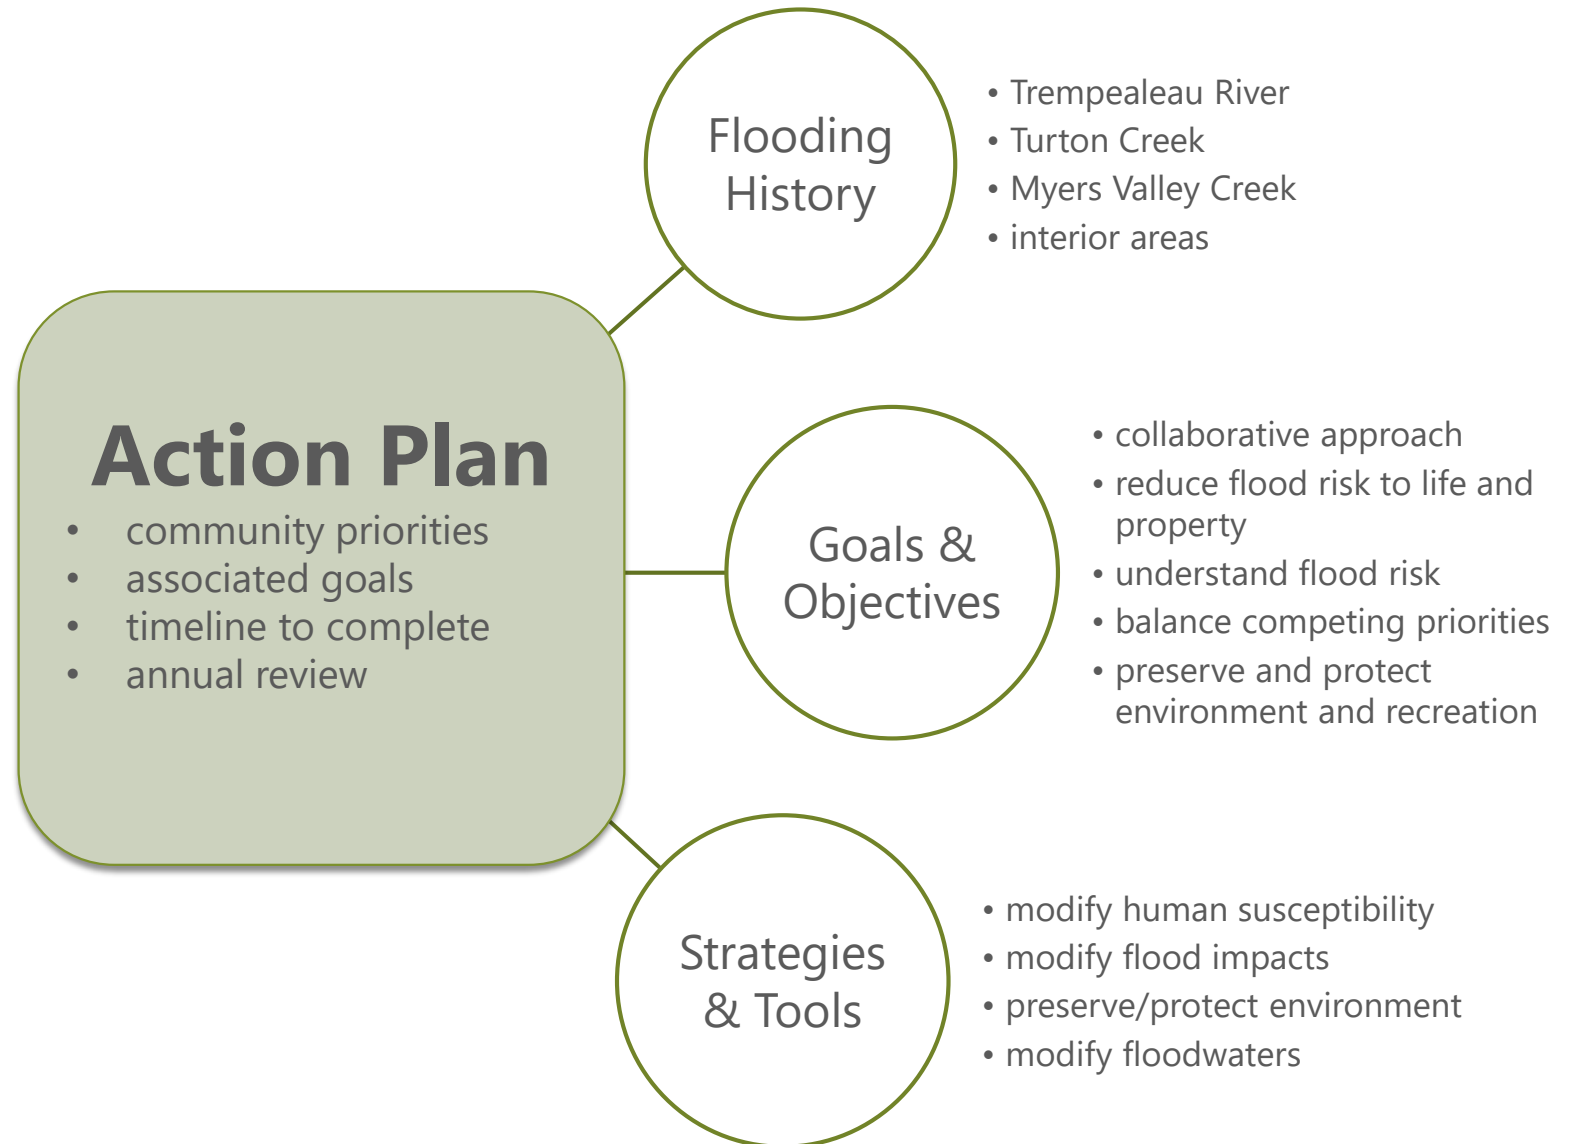 Action Plan
• community priorities
• associated goals
• timeline to complete
• annual review
Flooding
History
• Trempealeau River
• Turton Creek
• Myers Valley Creek
• interior areas
Goals &
Objectives
• collaborative approach
• reduce flood risk to life and
property
• understand flood risk
• balance competing priorities
• preserve and protect
environment and recreation
Strategies
& Tools
• modify human susceptibility
• modify flood impacts
• preserve/protect environment
• modify floodwaters